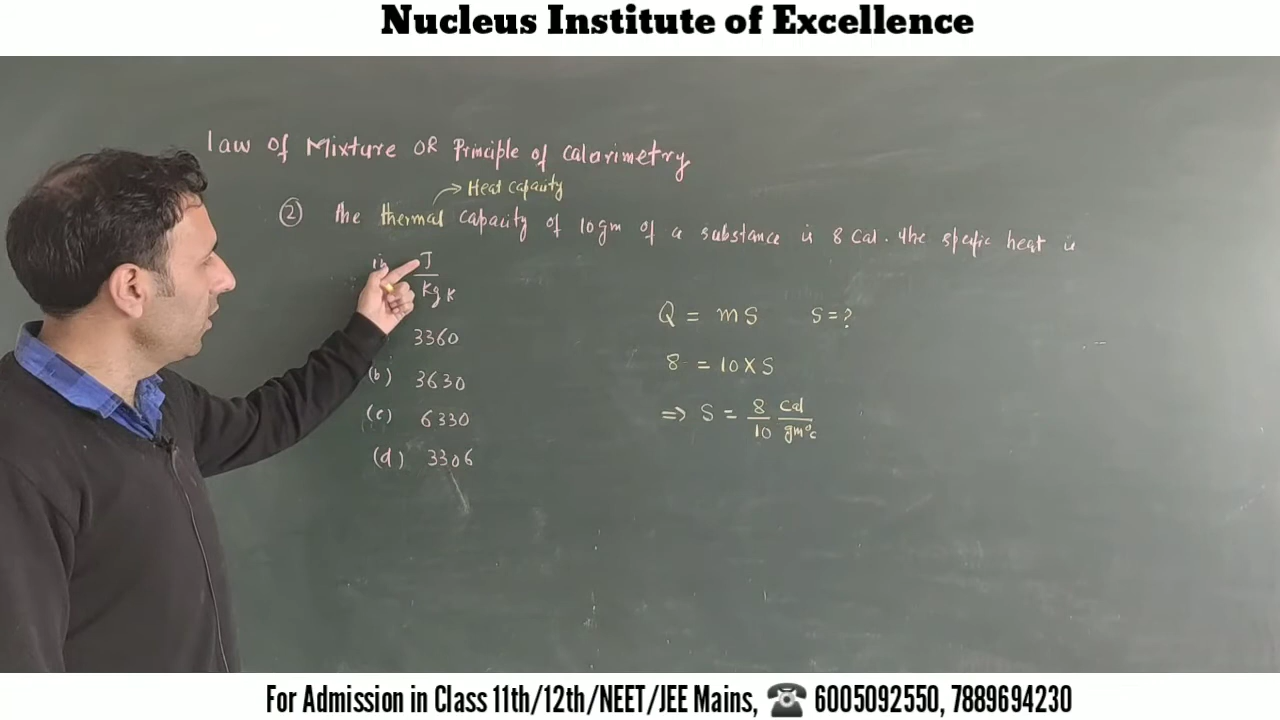 Nucleus Institute of Excellence
Law of Mixture OR Principle of Calorimetry
→ Heat capacity
② The thermal capacity of 10gm of a substance is 8 Cal. The specific heat is
in J
Kg K
3360
(b) 3630
(c) 6330
(d) 3306
Q = mS S=?
8 = 10 X S
⇒ S = 8/10 Cal/gm°C
For Admission in Class 11th/12th/NEET/JEE Mains, ☎ 6005092550, 7889694230